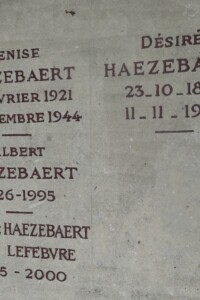 ENISE
ZEBAERT
VRIER 1921
EMBRE 1944
LBERT
ZEBAERT
26-1995
HAEZEBAERT
LEFEBVRE
5 - 2000
DÉSIRÉ
HAEZEBA
23-10-18
11-11-19